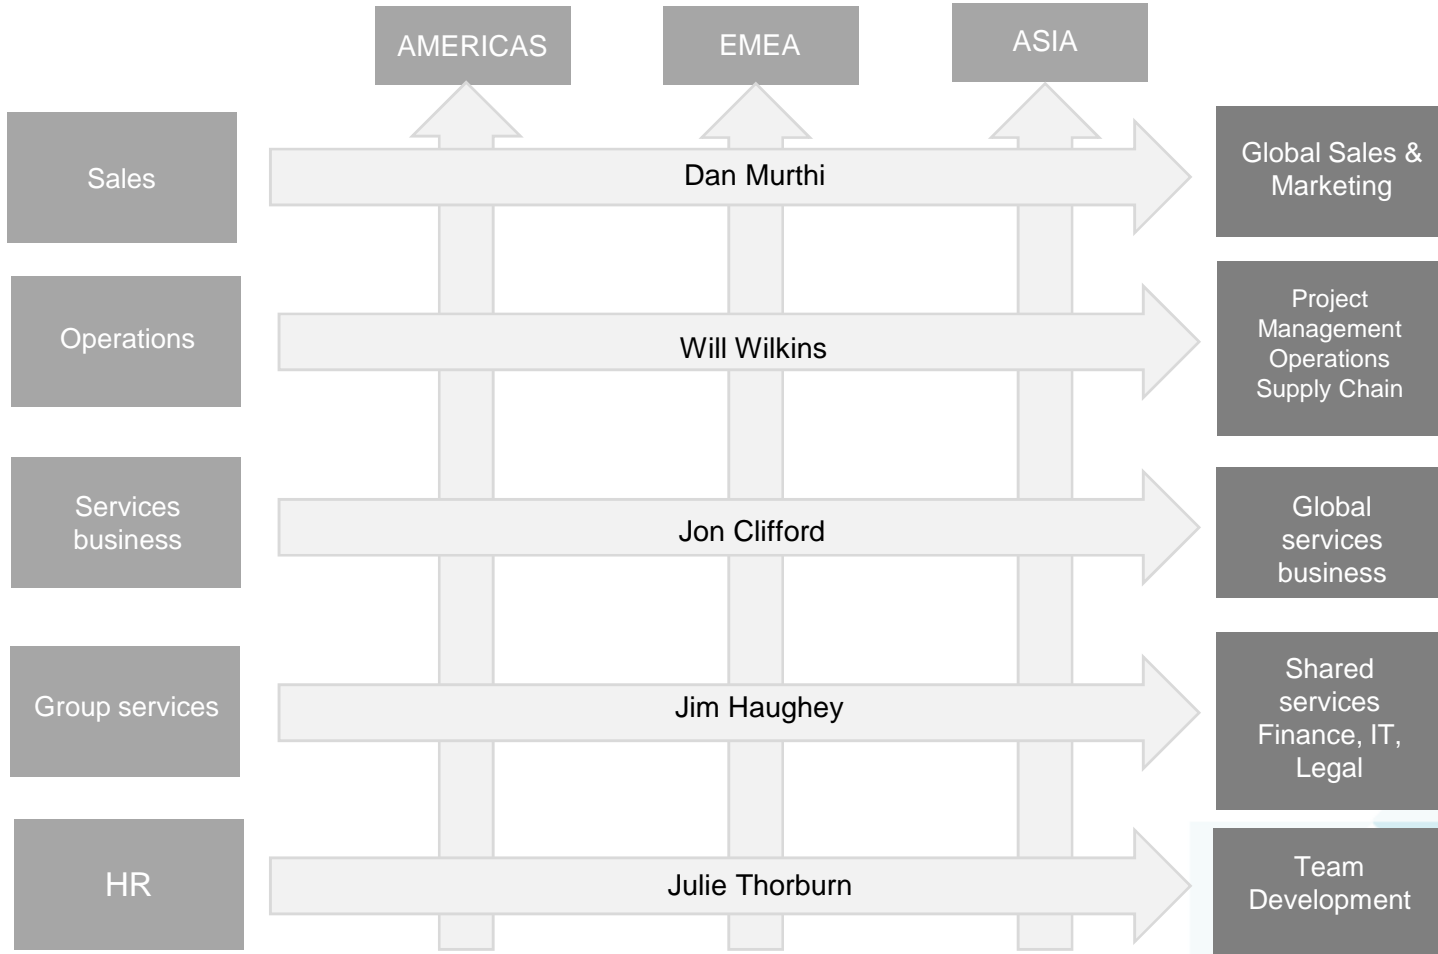 AMERICAS
EMEA
ASIA
Sales
Dan Murthi
Global Sales &
Marketing
Operations
Will Wilkins
Project
Management
Operations
Supply Chain
Services
business
Jon Clifford
Global
services
business
Group services
Jim Haughey
Shared
services
Finance, IT,
Legal
HR
Julie Thorburn
Team
Development